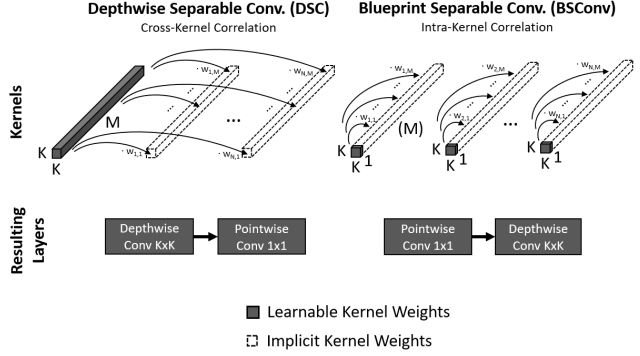 Depthwise Separable Conv. (DSC)
Cross-Kernel Correlation
Blueprint Separable Conv. (BSConv)
Intra-Kernel Correlation
Kernels
M
K
K
· w1,M
· w1,1
...
· wN,M
· wN,1
· w1,M
· w1,1
K
K
1
(M)
· w2,M
· w2,1
K
K
1
...
· wN,M
· wN,1
K
K
1
Resulting
Layers
Depthwise
Conv KxK
Pointwise
Conv 1x1
Pointwise
Conv 1x1
Depthwise
Conv KxK
Learnable Kernel Weights
Implicit Kernel Weights